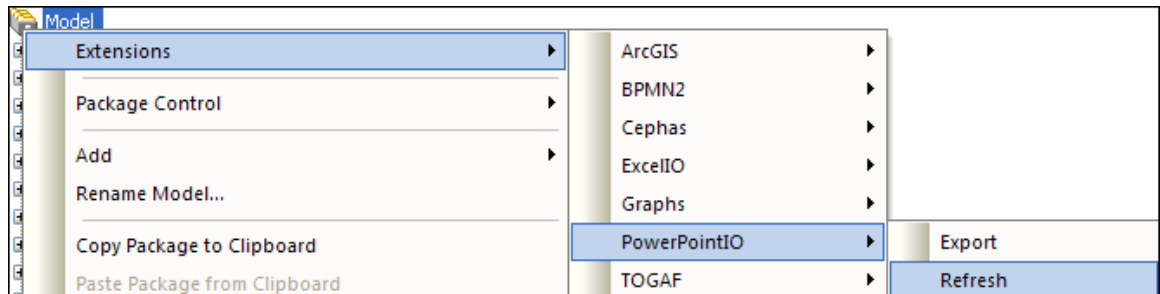 Model
Extensions
Package Control
Add
Rename Model...
Copy Package to Clipboard
Paste Package from Clipboard
ArcGIS
BPMN2
Cephas
ExcelIO
Graphs
PowerPointIO
TOGAF
Export
Refresh